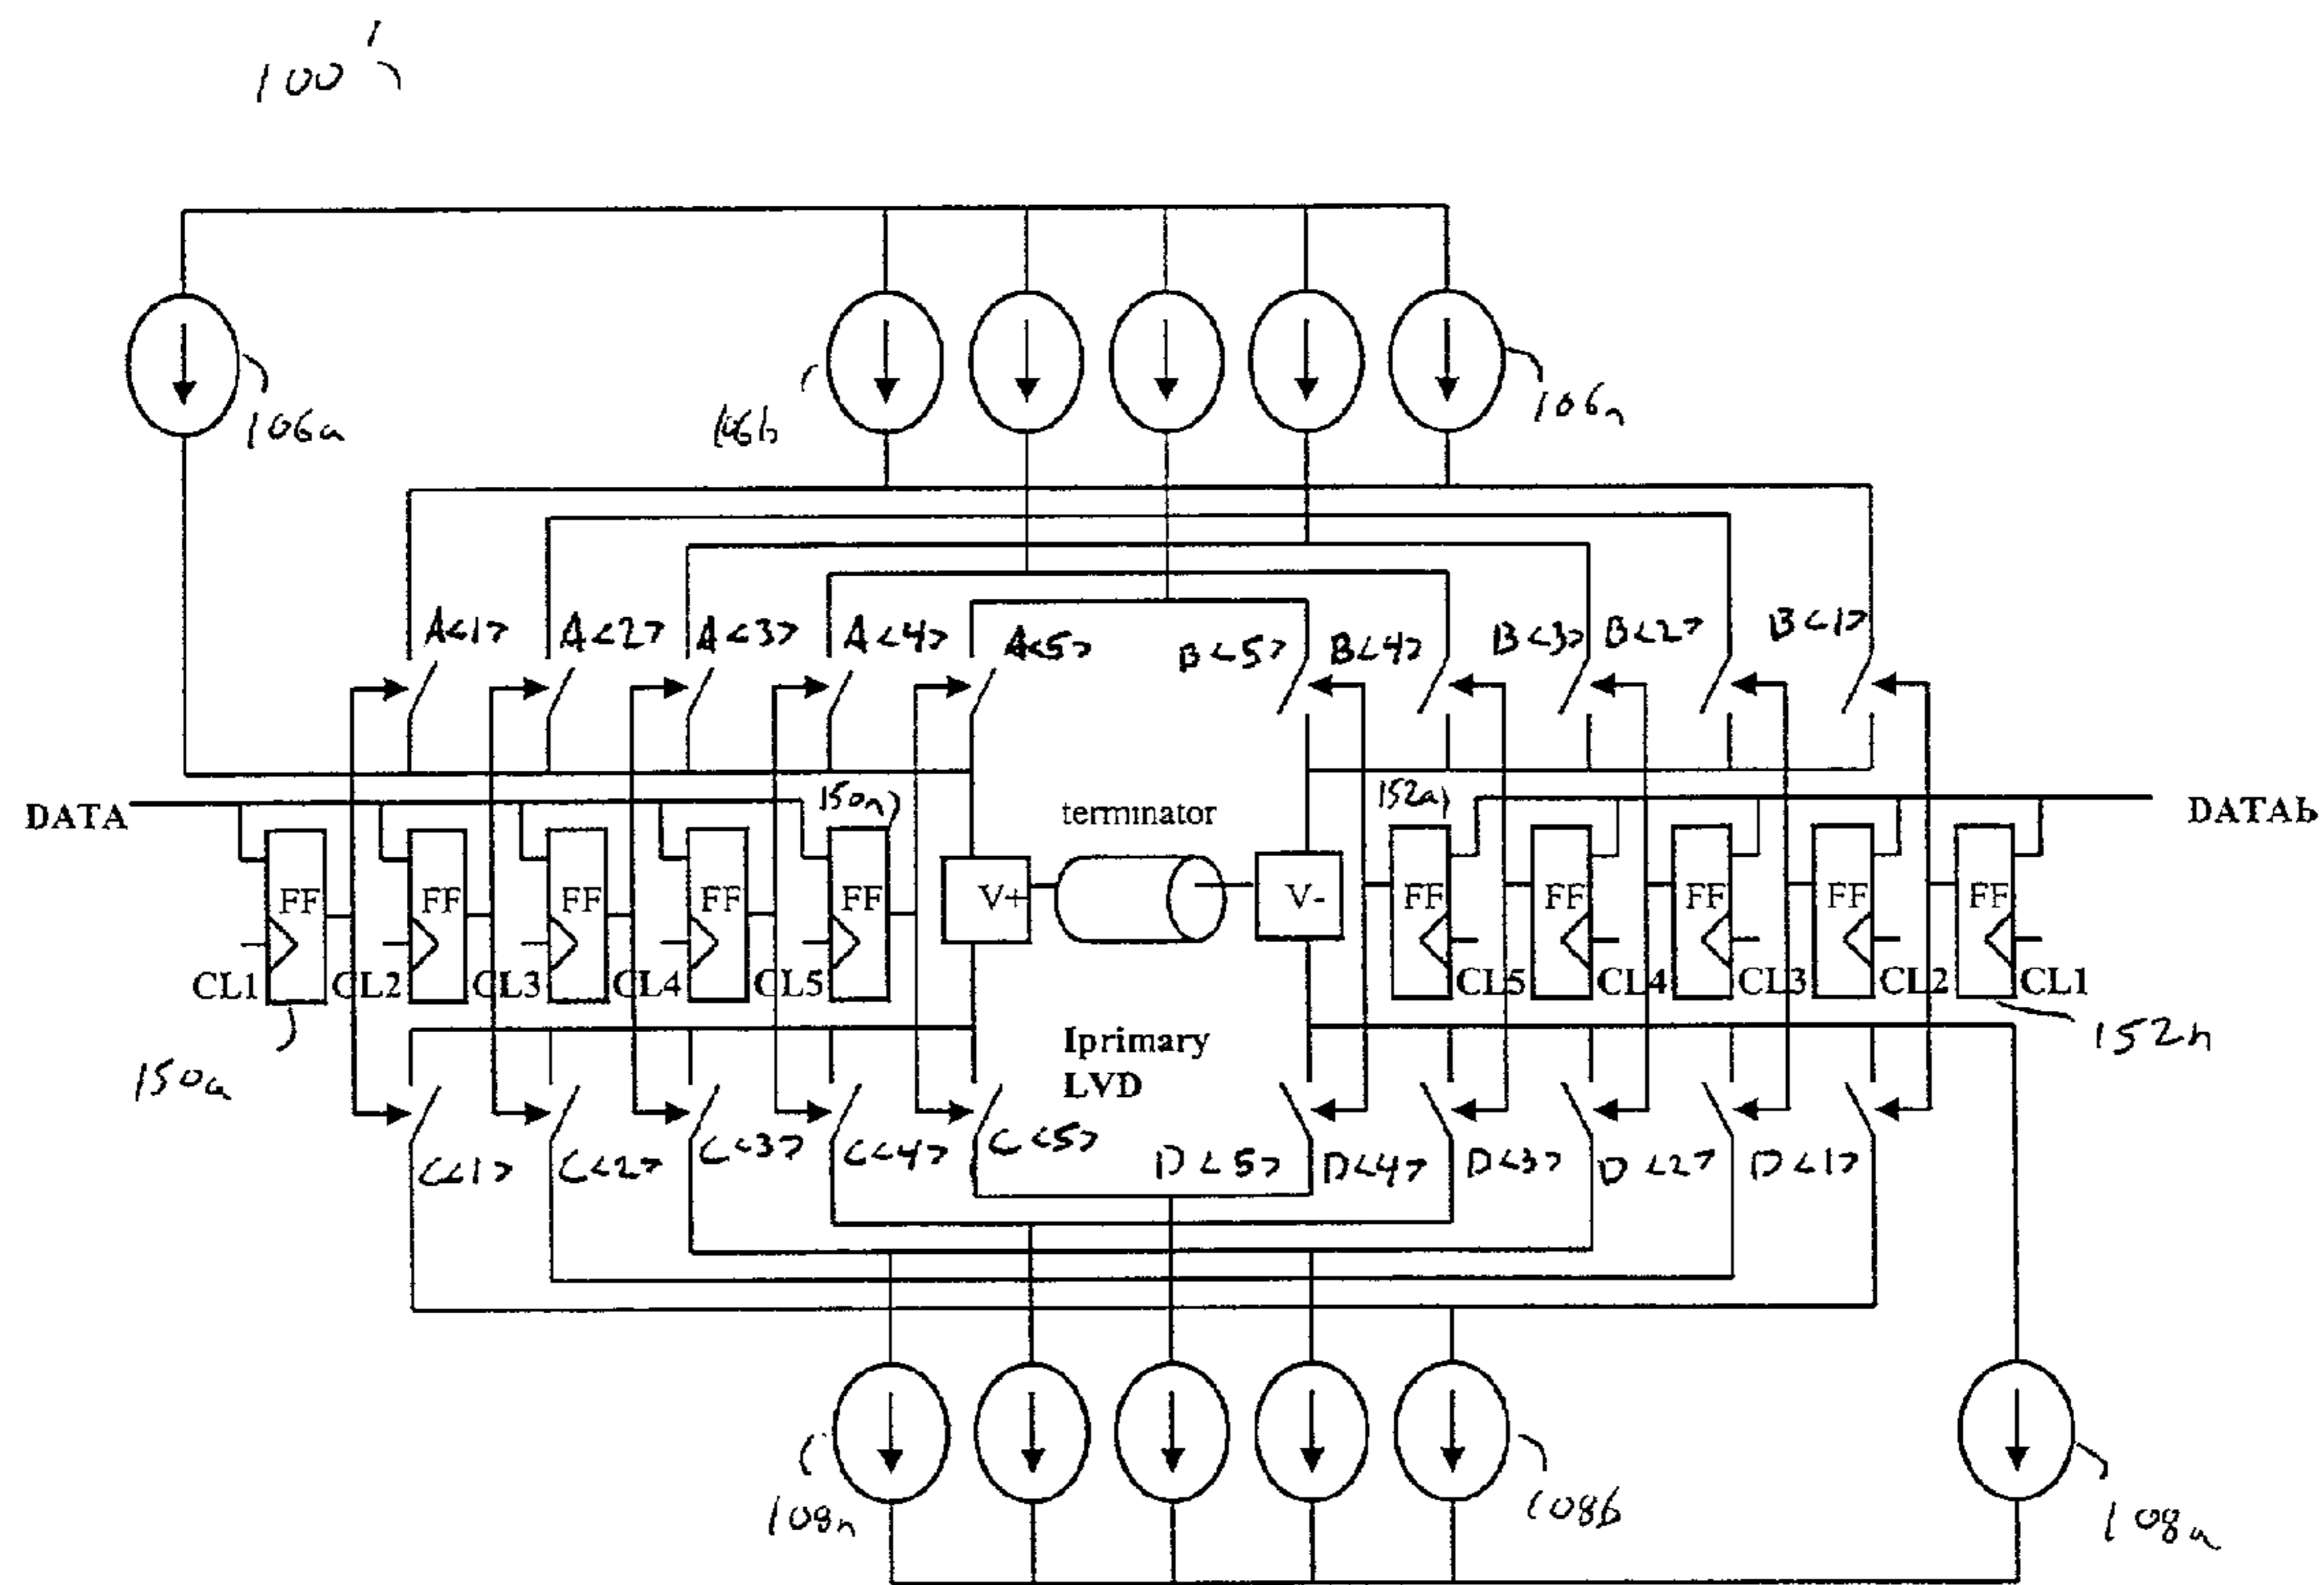 100'
106a
106b
106n
A<1>
A<2>
A<3>
A<4>
A<5>
B<5>
B<4>
B<3>
B<2>
B<1>
DATA
150n
terminator
152a
DATAb
FF
FF
FF
FF
FF
V+
V-
FF
FF
FF
FF
FF
CL1
CL2
CL3
CL4
CL5
CL5
CL4
CL3
CL2
CL1
150a
Iprimary
LVD
152n
C<1>
C<2>
C<3>
C<4>
C<5>
D<5>
D<4>
D<3>
D<2>
D<1>
108n
108b
108a